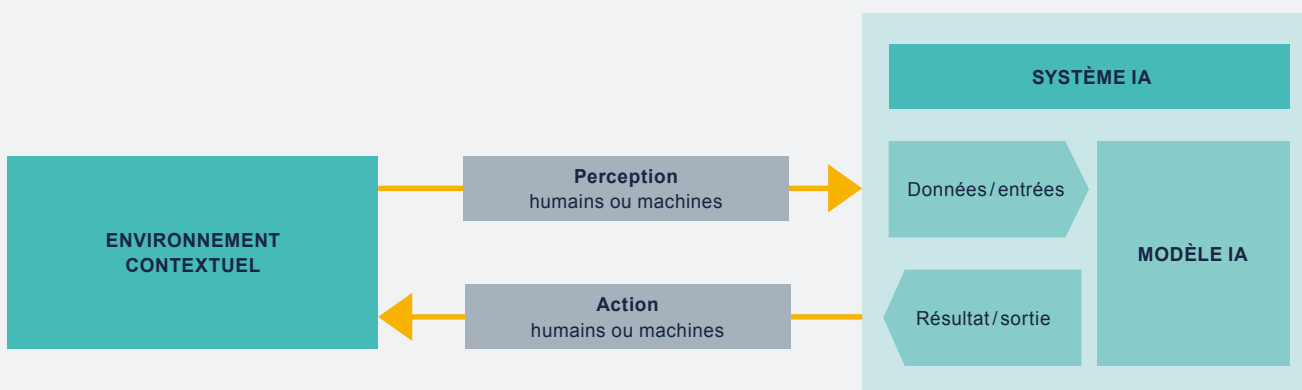 SYSTÈME IA
ENVIRONNEMENT
CONTEXTUEL
Perception
humains ou machines
Données/entrées
MODÈLE IA
Action
humains ou machines
Résultat/sortie